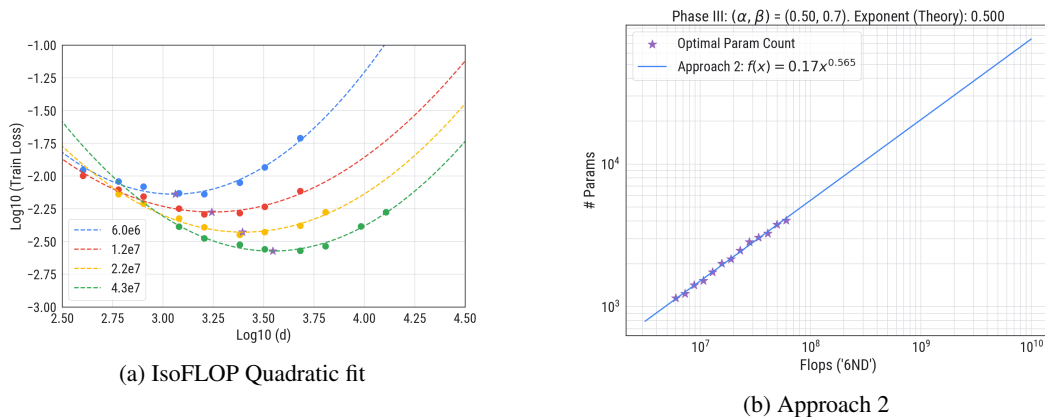 −1.00
−1.25
−1.50
−1.75
−2.00
−2.25
−2.50
−2.75
−3.00
Log10 (Train Loss)
6.0e6
1.2e7
2.2e7
4.3e7
2.50 2.75 3.00 3.25 3.50 3.75 4.00 4.25 4.50
Log10 (d)
(a) IsoFLOP Quadratic fit
Phase III: (α, β) = (0.50, 0.7). Exponent (Theory): 0.500
Optimal Param Count
Approach 2: f(x) = 0.17x^0.565
# Params
10^4
10^3
10^7 10^8 10^9 10^10
Flops ('6ND')
(b) Approach 2